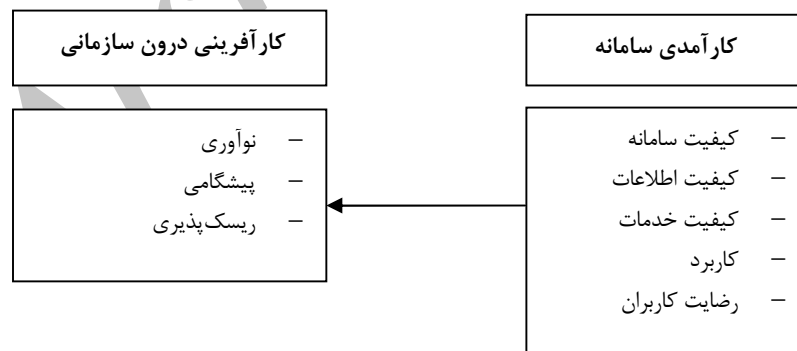 کارآمدی سامانه
– کیفیت سامانه
– کیفیت اطلاعات
– کیفیت خدمات
– کاربرد
– رضایت کاربران
کارآفرینی درون سازمانی
– نوآوری
– پیشگامی
– ریسک‌پذیری